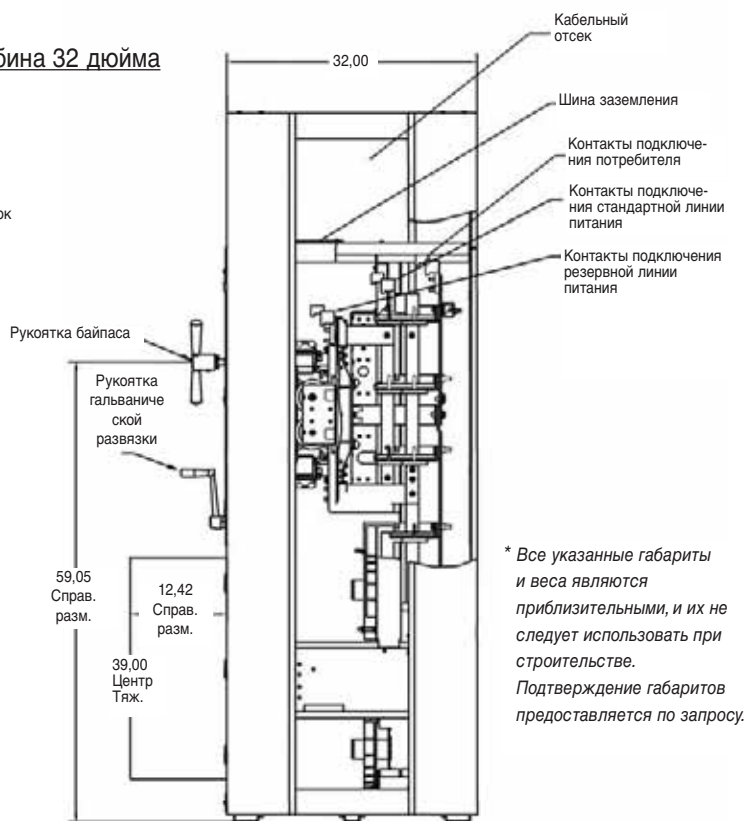 Кабельный
отсек
бина 32 дюйма
32,00
Шина заземления
Контакты подключе-
ния потребителя
Контакты подключе-
ния стандартной линии
питания
Контакты подключения
резервной линии
питания
ок
Рукоятка байпаса
Рукоятка
гальваниче
ской
развязки
59,05
Справ.
разм.
12,42
Справ.
разм.
39,00
Центр
Тяж.
* Все указанные габариты
и веса являются
приблизительными, и их не
следует использовать при
строительстве.
Подтверждение габаритов
предоставляется по запросу.